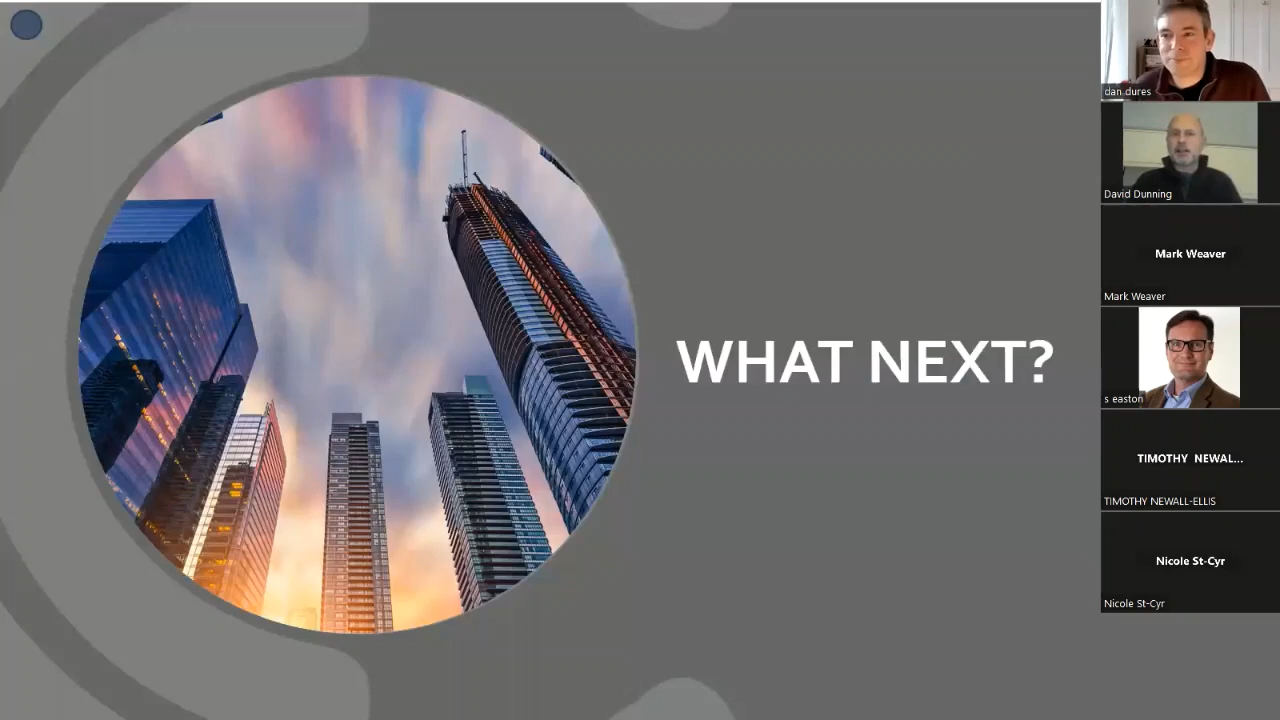 WHAT NEXT?
dan dures
David Dunning
Mark Weaver
Mark Weaver
s easton
TIMOTHY NEWAL...
TIMOTHY NEWALL-ELLIS
Nicole St-Cyr
Nicole St-Cyr